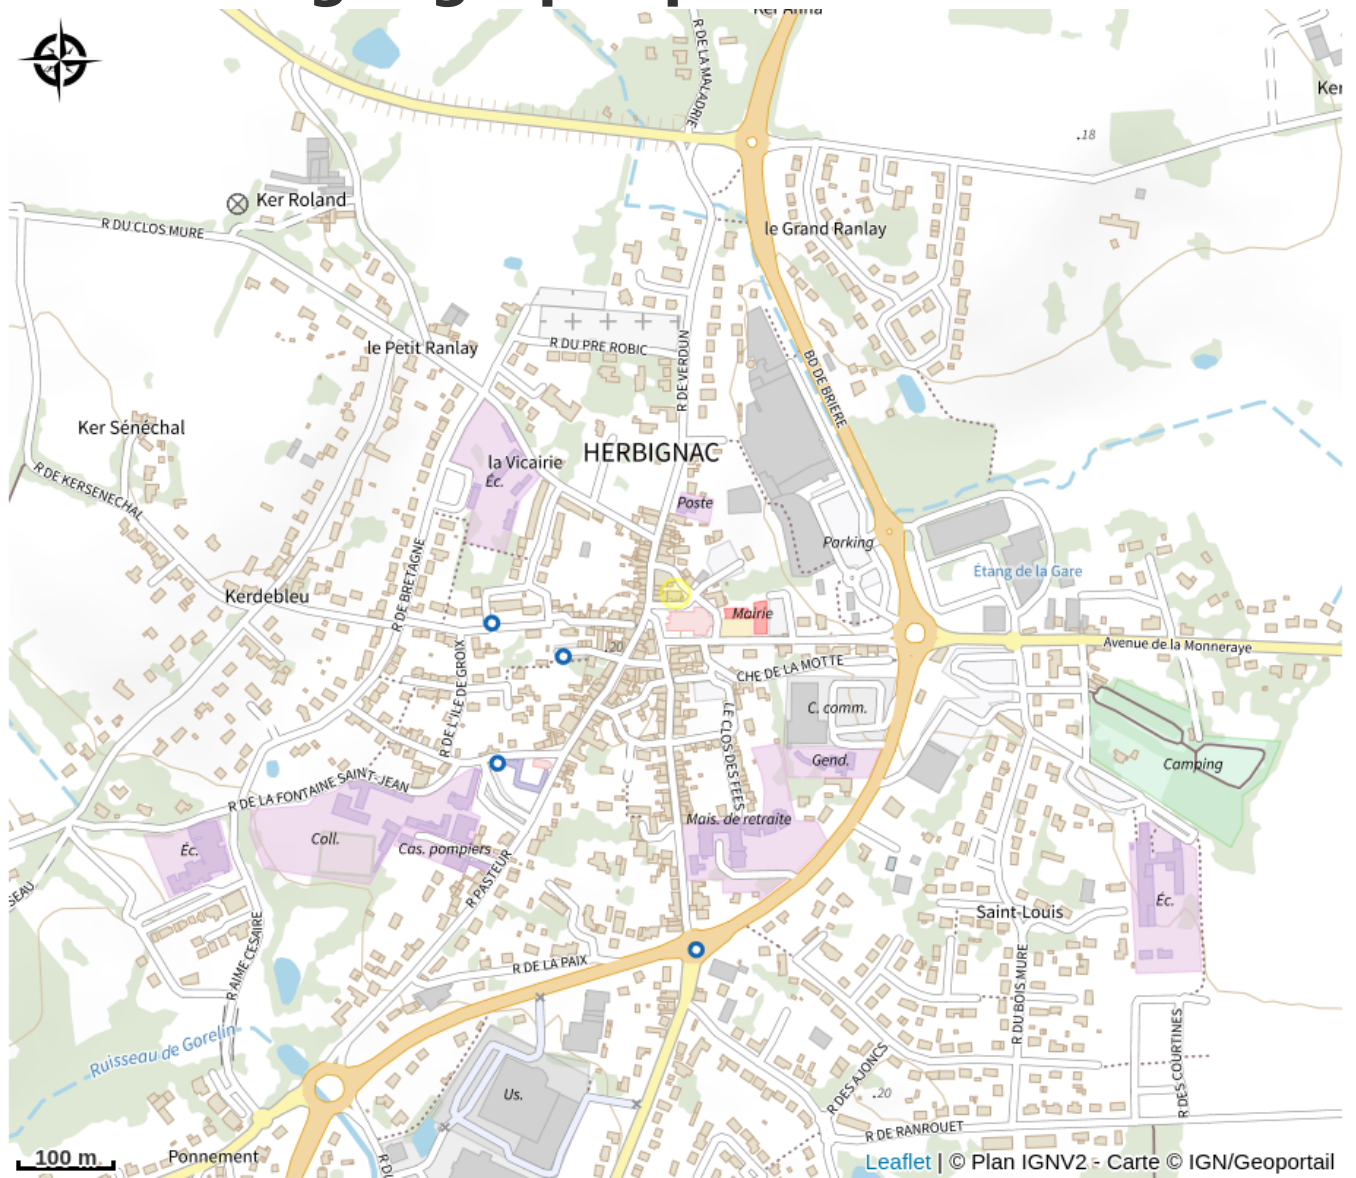 Ker Anna
R DE LA MALADRIE
Ker
.18
Ker Roland
R DU CLOS MURE
le Grand Ranlay
R DU PRE ROBIC
le Petit Ranlay
R DE VERDUN
BD DE BRIERE
Ker Sénéchal
HERBIGNAC
la Vicairie
Éc.
R DE KERSENECHAL
Poste
Parking
Étang de la Gare
R DE BRETAGNE
Kerdebleu
Mairie
.20
Avenue de la Monneraye
R DE L'ILE DE GROIX
CHE DE LA MOTTE
C. comm.
LE CLOS DES FEES
Gend.
Camping
R DE LA FONTAINE SAINT-JEAN
Mais. de retraite
Coll.
Éc.
Cas. pompiers
R PASTEUR
SEAU
Éc.
Saint-Louis
R AIME CESAIRE
R DE LA PAIX
R DU BOIS MURE
Ruisseau de Gorelin
R DES COURTINES
R DES AJONCS
Us.
.20
R DE RANROUET
Ponnement
R DU
100 m
Leaflet | © Plan IGNV2 - Carte © IGN/Geoportail